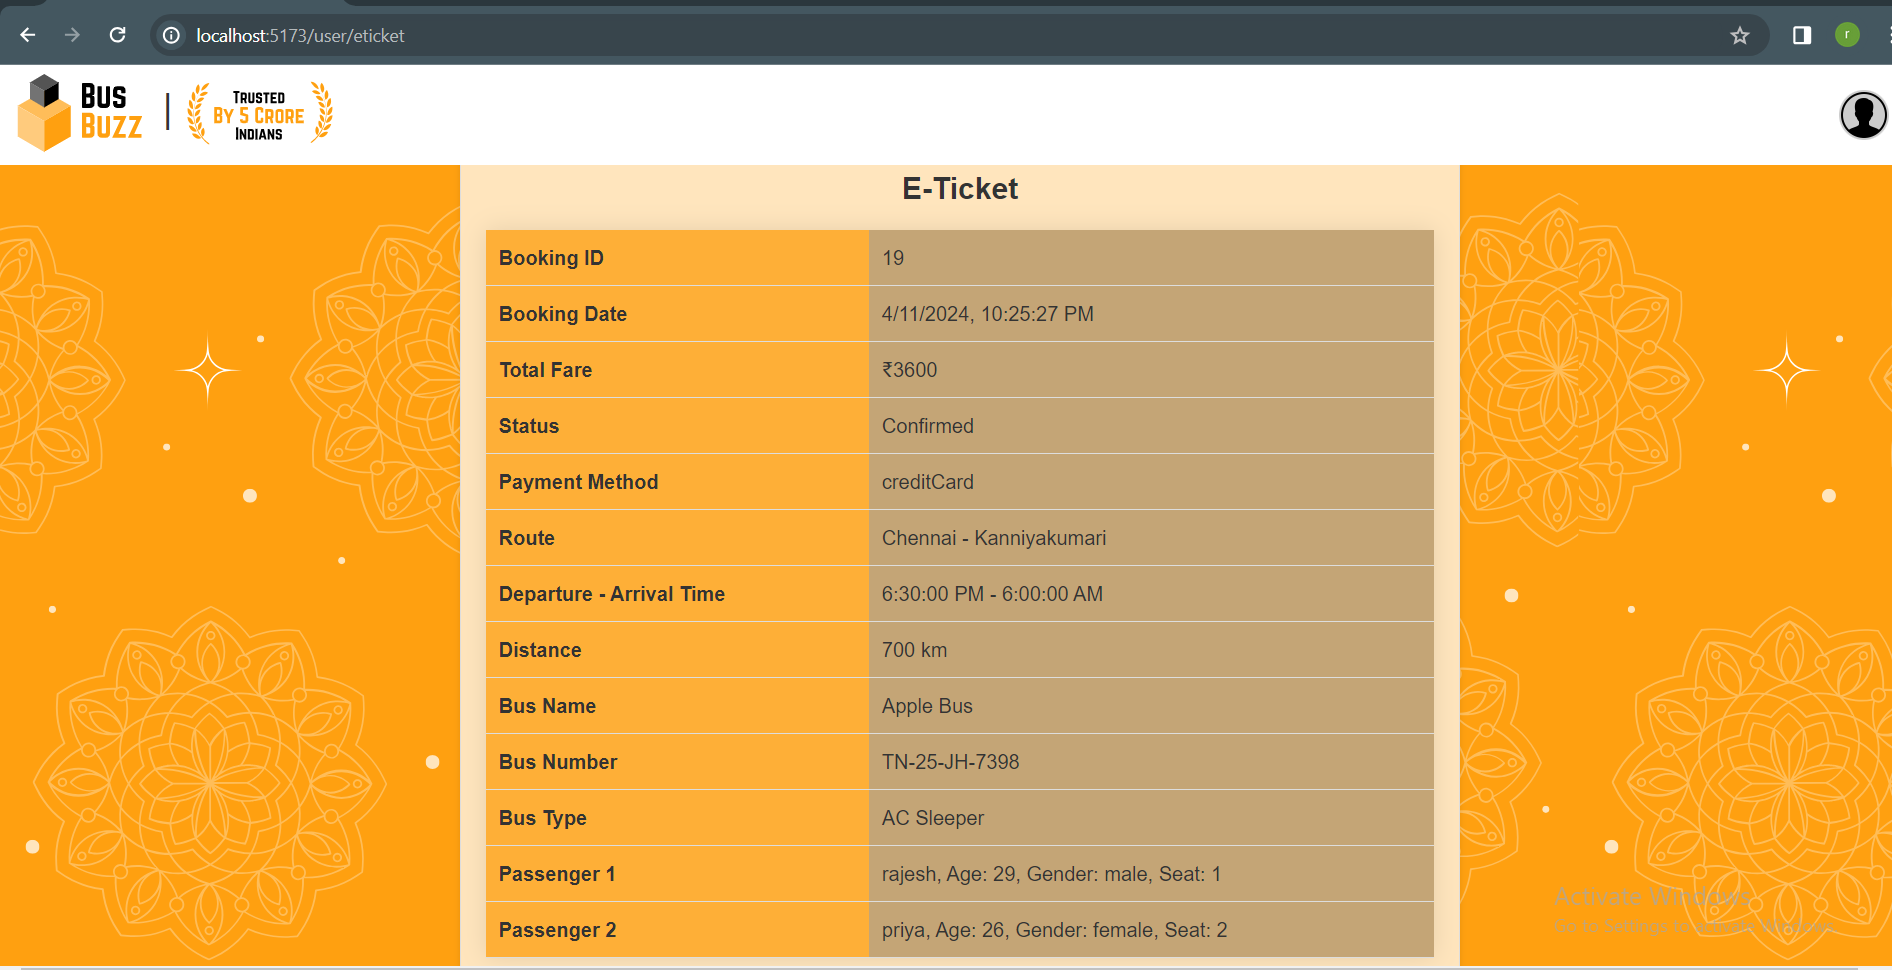 localhost:5173/user/eticket
r
BUS
BUZZ
|
TRUSTED
BY 5 CRORE
INDIANS
E-Ticket
Booking ID 19
Booking Date 4/11/2024, 10:25:27 PM
Total Fare ₹3600
Status Confirmed
Payment Method creditCard
Route Chennai - Kanniyakumari
Departure - Arrival Time 6:30:00 PM - 6:00:00 AM
Distance 700 km
Bus Name Apple Bus
Bus Number TN-25-JH-7398
Bus Type AC Sleeper
Passenger 1 rajesh, Age: 29, Gender: male, Seat: 1
Passenger 2 priya, Age: 26, Gender: female, Seat: 2
Activate Windows
Go to Settings to activate Windows.